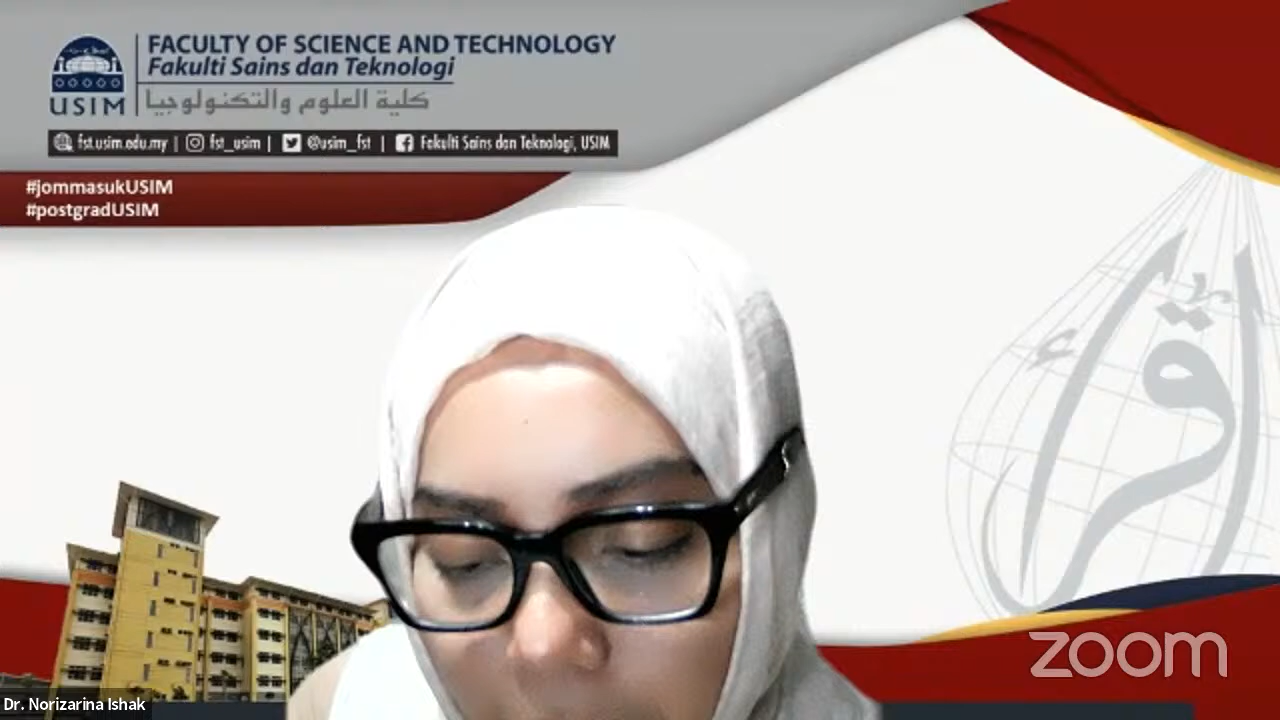 FACULTY OF SCIENCE AND TECHNOLOGY
Fakulti Sains dan Teknologi
USIM
كلية العلوم والتكنولوجيا
fst.usim.edu.my | fst_usim | @usim_fst | Fakulti Sains dan Teknologi, USIM
#jommasukUSIM
#postgradUSIM
اقرأ
zoom
Dr. Norizarina Ishak